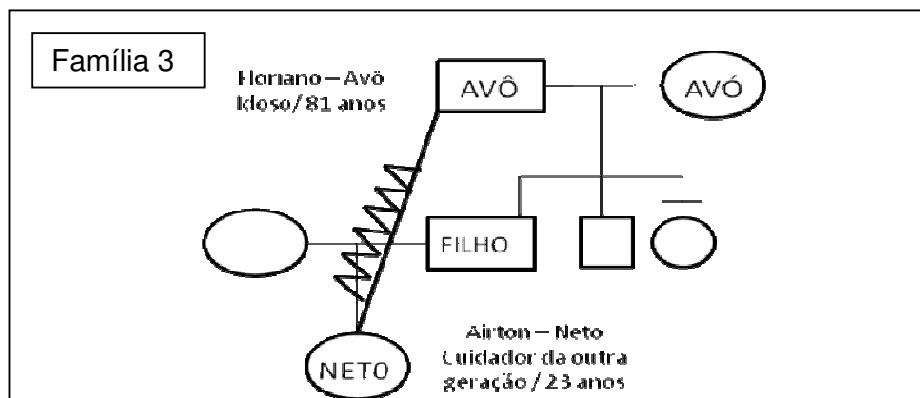 Família 3
Floriano – Avô
Idoso/ 81 anos
AVÔ
AVÓ
FILHO
NETO
Airton – Neto
Cuidador da outra
geração / 23 anos